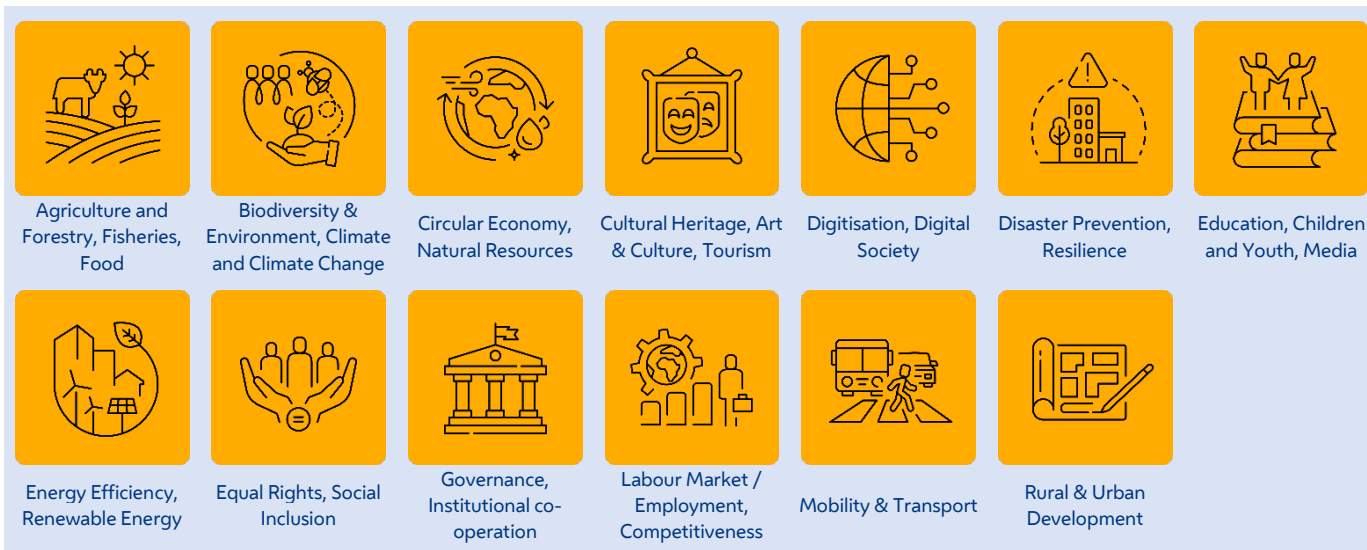 Agriculture and
Forestry, Fisheries,
Food
Biodiversity &
Environment, Climate
and Climate Change
Circular Economy,
Natural Resources
Cultural Heritage, Art
& Culture, Tourism
Digitisation, Digital
Society
Disaster Prevention,
Resilience
Education, Children
and Youth, Media
Energy Efficiency,
Renewable Energy
Equal Rights, Social
Inclusion
Governance,
Institutional co-
operation
Labour Market /
Employment,
Competitiveness
Mobility & Transport
Rural & Urban
Development